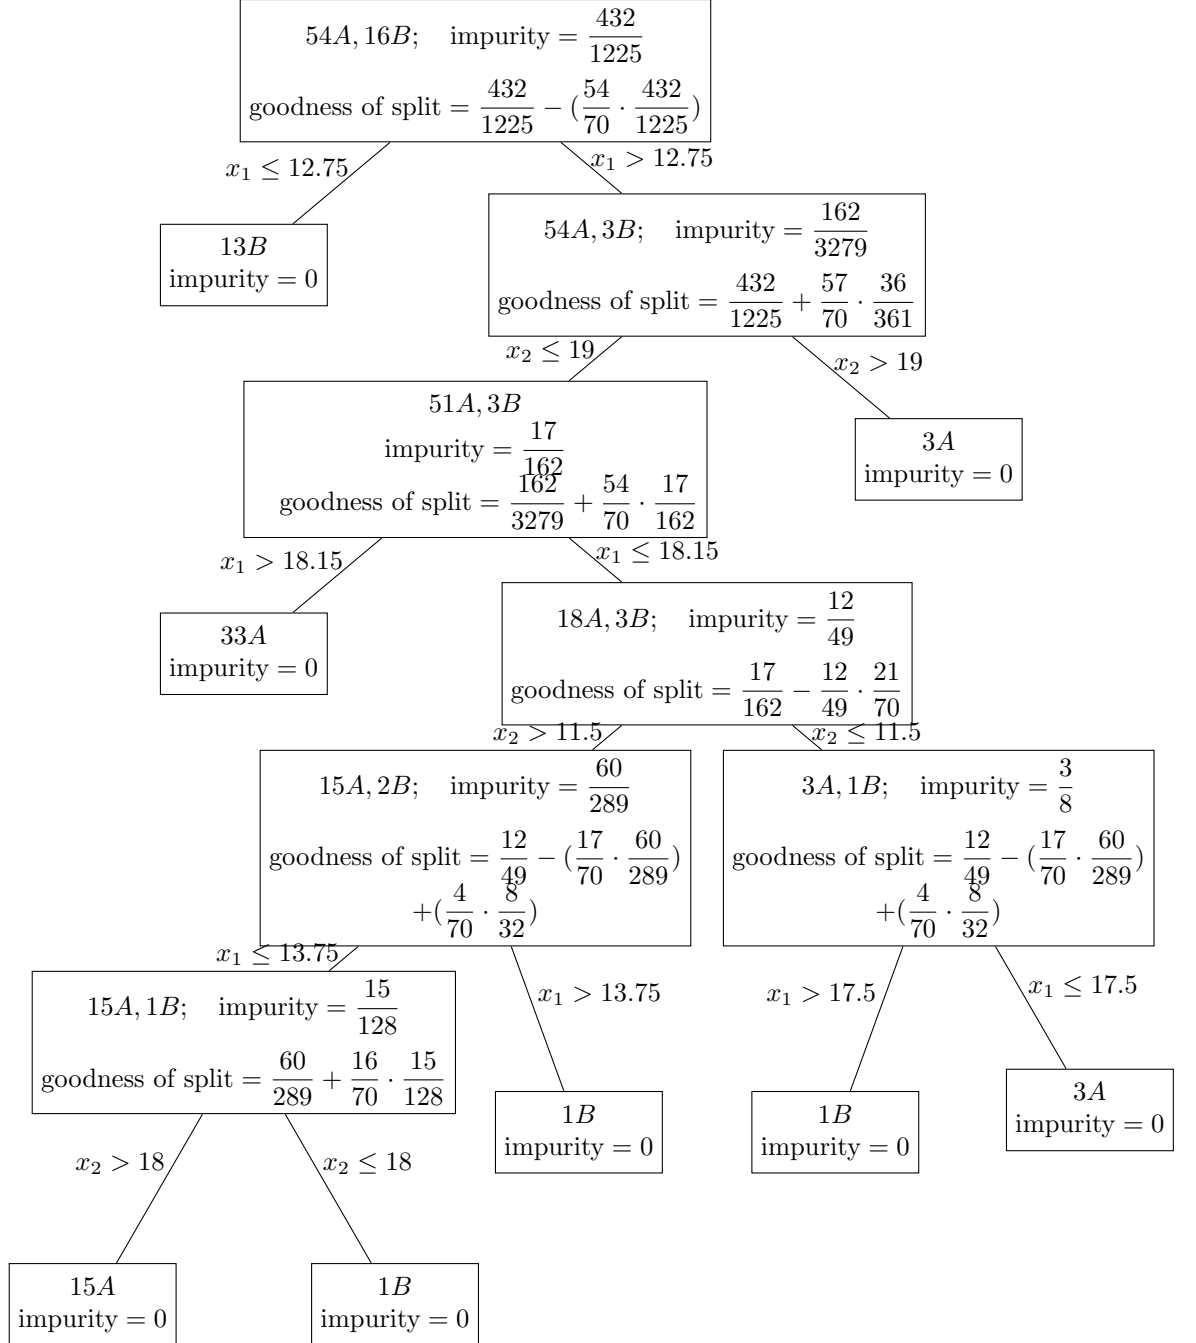 54A, 16B; impurity = 432/1225
goodness of split = 432/1225 − (54/70 · 432/1225)
x₁ ≤ 12.75
x₁ > 12.75
13B
impurity = 0
54A, 3B; impurity = 162/3279
goodness of split = 432/1225 + 57/70 · 36/361
x₂ ≤ 19
x₂ > 19
51A, 3B
impurity = 17/162
goodness of split = 162/3279 + 54/70 · 17/162
3A
impurity = 0
x₁ > 18.15
x₁ ≤ 18.15
33A
impurity = 0
18A, 3B; impurity = 12/49
goodness of split = 17/162 − 12/49 · 21/70
x₂ > 11.5
x₂ ≤ 11.5
15A, 2B; impurity = 60/289
goodness of split = 12/49 − (17/70 · 60/289)
+(4/70 · 8/32)
3A, 1B; impurity = 3/8
goodness of split = 12/49 − (17/70 · 60/289)
+(4/70 · 8/32)
x₁ ≤ 13.75
x₁ > 13.75
x₁ > 17.5
x₁ ≤ 17.5
15A, 1B; impurity = 15/128
goodness of split = 60/289 + 16/70 · 15/128
1B
impurity = 0
1B
impurity = 0
3A
impurity = 0
x₂ > 18
x₂ ≤ 18
15A
impurity = 0
1B
impurity = 0